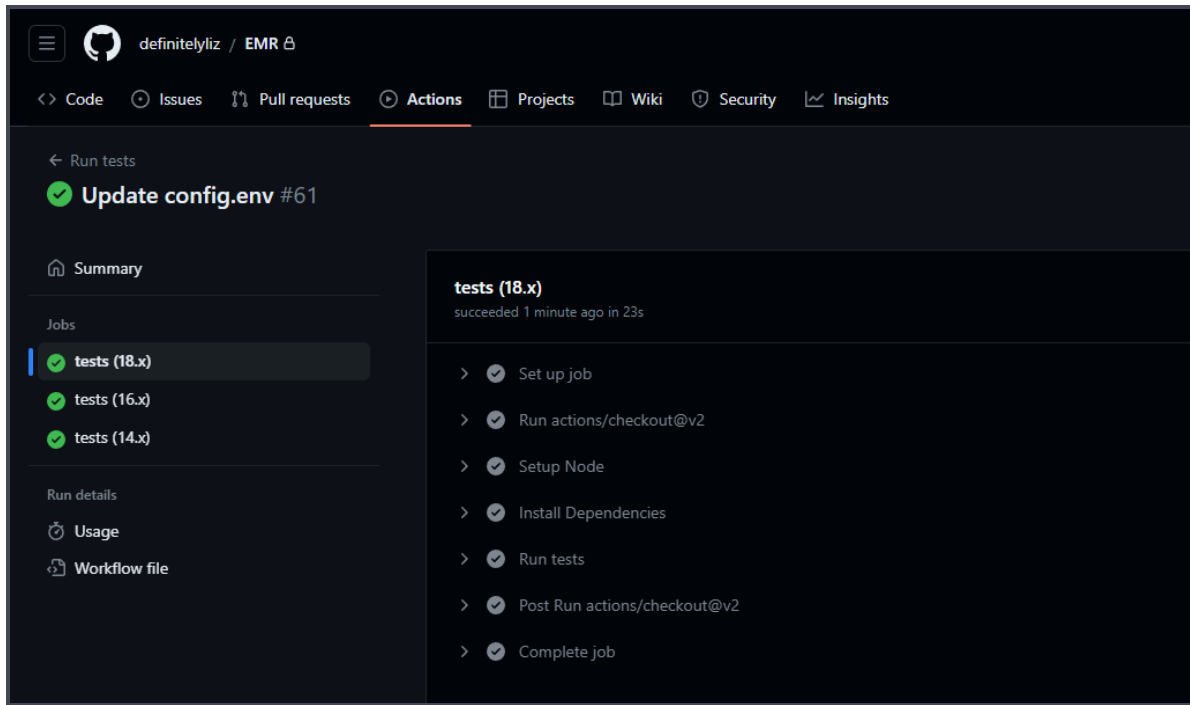 definitelyliz / EMR
Code Issues Pull requests Actions Projects Wiki Security Insights
Run tests
Update config.env #61
Summary
Jobs
tests (18.x)
tests (16.x)
tests (14.x)
Run details
Usage
Workflow file
tests (18.x)
succeeded 1 minute ago in 23s
Set up job
Run actions/checkout@v2
Setup Node
Install Dependencies
Run tests
Post Run actions/checkout@v2
Complete job